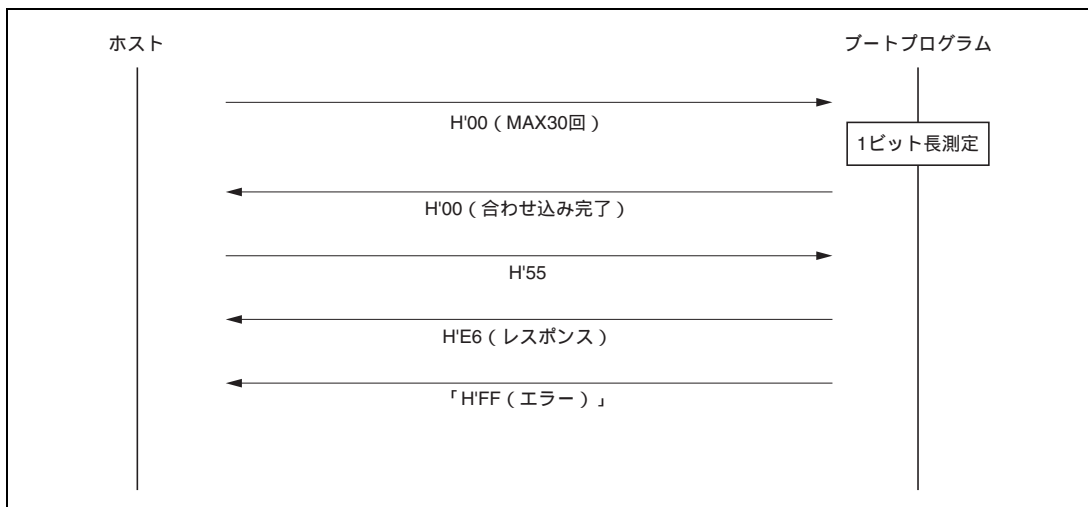 ホスト
ブートプログラム
H'00（MAX30回）
1ビット長測定
H'00（合わせ込み完了）
H'55
H'E6（レスポンス）
「H'FF（エラー）」